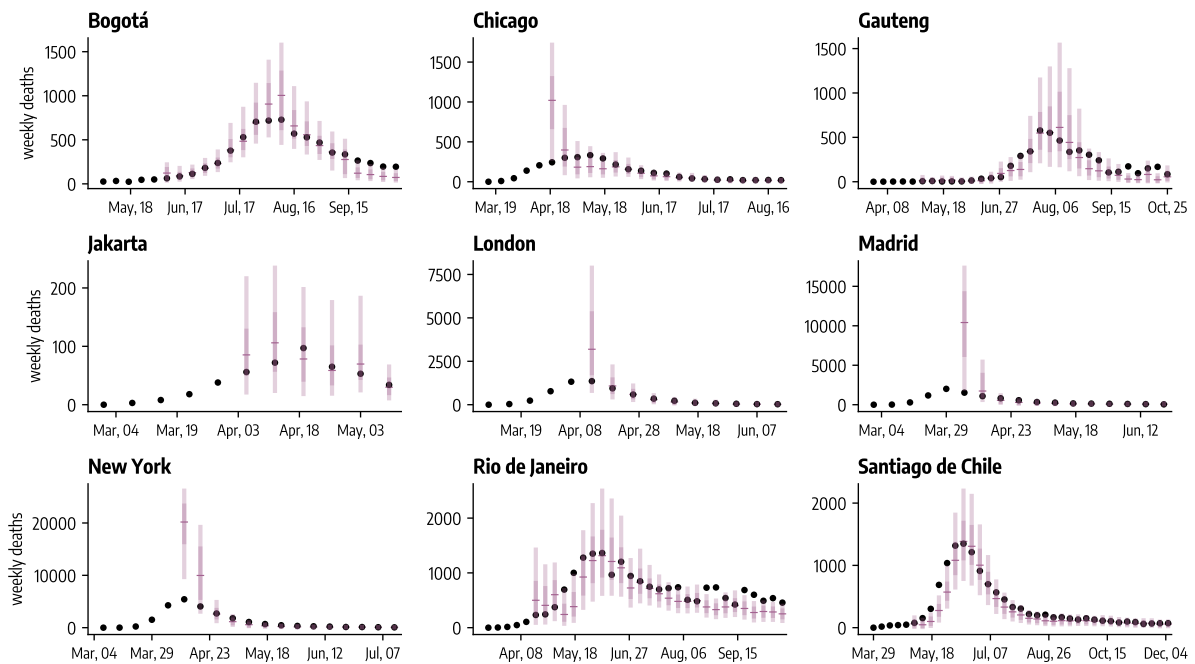 Bogotá
weekly deaths
1500
1000
500
0
May, 18 Jun, 17 Jul, 17 Aug, 16 Sep, 15
Chicago
1500
1000
500
0
Mar, 19 Apr, 18 May, 18 Jun, 17 Jul, 17 Aug, 16
Gauteng
1500
1000
500
0
Apr, 08 May, 18 Jun, 27 Aug, 06 Sep, 15 Oct, 25
Jakarta
weekly deaths
200
100
0
Mar, 04 Mar, 19 Apr, 03 Apr, 18 May, 03
London
7500
5000
2500
0
Mar, 19 Apr, 08 Apr, 28 May, 18 Jun, 07
Madrid
15000
10000
5000
0
Mar, 04 Mar, 29 Apr, 23 May, 18 Jun, 12
New York
weekly deaths
20000
10000
0
Mar, 04 Mar, 29 Apr, 23 May, 18 Jun, 12 Jul, 07
Rio de Janeiro
2000
1000
0
Apr, 08 May, 18 Jun, 27 Aug, 06 Sep, 15
Santiago de Chile
2000
1000
0
Mar, 29 May, 18 Jul, 07 Aug, 26 Oct, 15 Dec, 04